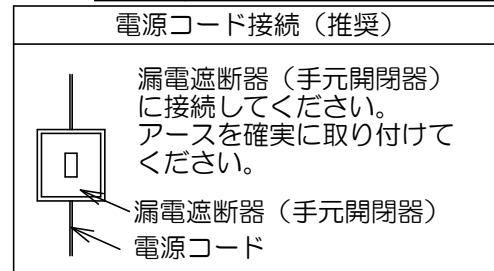 電源コード接続（推奨）
漏電遮断器（手元開閉器）
に接続してください。
アースを確実に取り付けて
ください。
漏電遮断器（手元開閉器）
電源コード